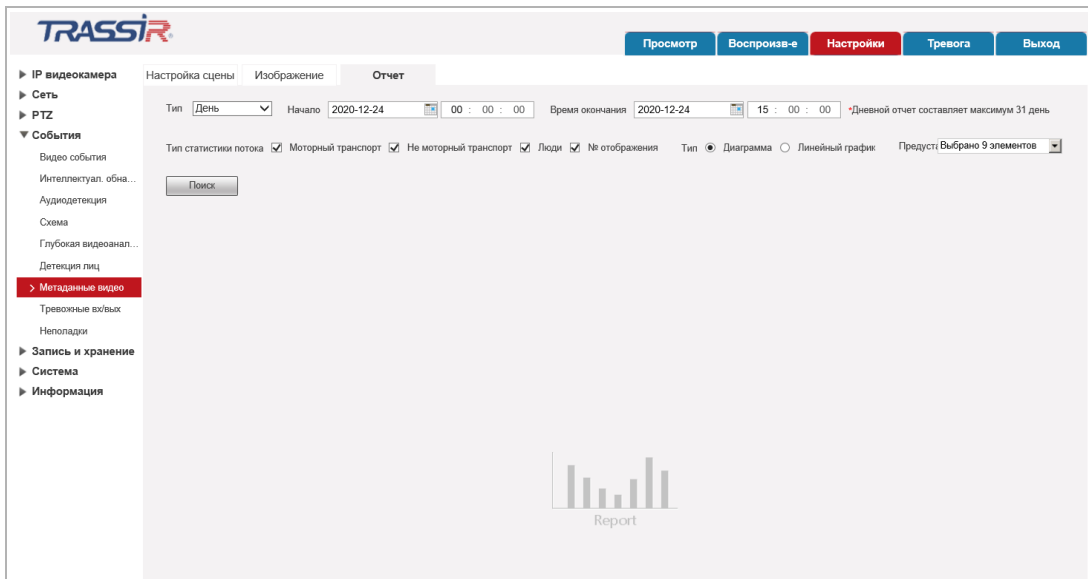 TRASSIR
Просмотр Воспроизв-е Настройки Тревога Выход
IP видеокамера
Сеть
PTZ
События
Видео события
Интеллектуал. обна...
Аудиодетекция
Схема
Глубокая видеоанал...
Детекция лиц
Метаданные видео
Тревожные вх/вых
Неполадки
Запись и хранение
Система
Информация
Настройка сцены Изображение Отчет
Тип День Начало 2020-12-24 00 : 00 : 00 Время окончания 2020-12-24 15 : 00 : 00 *Дневной отчет составляет максимум 31 день
Тип статистики потока Моторный транспорт Не моторный транспорт Люди № отображения Тип Диаграмма Линейный график Предуста Выбрано 9 элементов
Поиск
Report